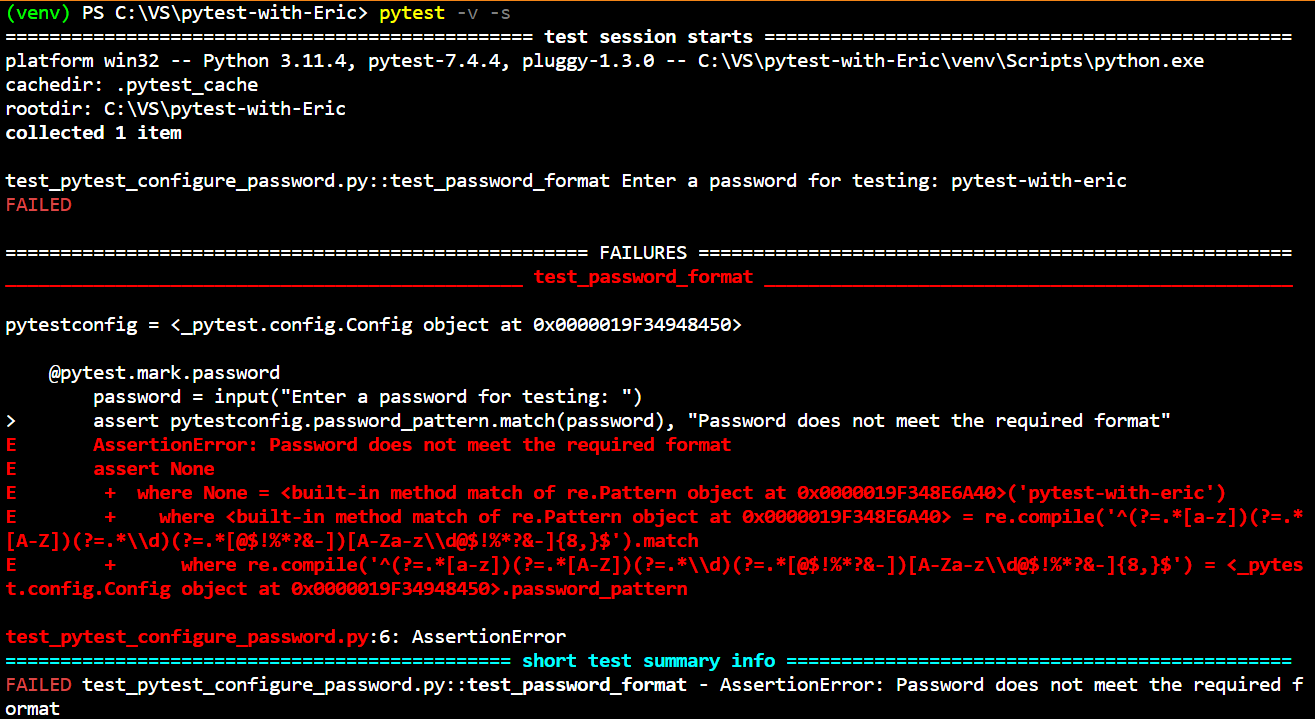 (venv) PS C:\VS\pytest-with-Eric> pytest -v -s
================================================ test session starts ================================================
platform win32 -- Python 3.11.4, pytest-7.4.4, pluggy-1.3.0 -- C:\VS\pytest-with-Eric\venv\Scripts\python.exe
cachedir: .pytest_cache
rootdir: C:\VS\pytest-with-Eric
collected 1 item
test_pytest_configure_password.py::test_password_format Enter a password for testing: pytest-with-eric
FAILED
===================================================== FAILURES ======================================================
_______________________________________________ test_password_format ________________________________________________
pytestconfig = <_pytest.config.Config object at 0x0000019F34948450>
    @pytest.mark.password
        password = input("Enter a password for testing: ")
>       assert pytestconfig.password_pattern.match(password), "Password does not meet the required format"
E       AssertionError: Password does not meet the required format
E       assert None
E        +  where None = <built-in method match of re.Pattern object at 0x0000019F348E6A40>('pytest-with-eric')
E        +    where <built-in method match of re.Pattern object at 0x0000019F348E6A40> = re.compile('^(?=.*[a-z])(?=.*
[A-Z])(?=.*\\d)(?=.*[@$!%*?&-])[A-Za-z\\d@$!%*?&-]{8,}$').match
E        +      where re.compile('^(?=.*[a-z])(?=.*[A-Z])(?=.*\\d)(?=.*[@$!%*?&-])[A-Za-z\\d@$!%*?&-]{8,}$') = <_pytes
t.config.Config object at 0x0000019F34948450>.password_pattern
test_pytest_configure_password.py:6: AssertionError
============================================== short test summary info ==============================================
FAILED test_pytest_configure_password.py::test_password_format - AssertionError: Password does not meet the required f
ormat